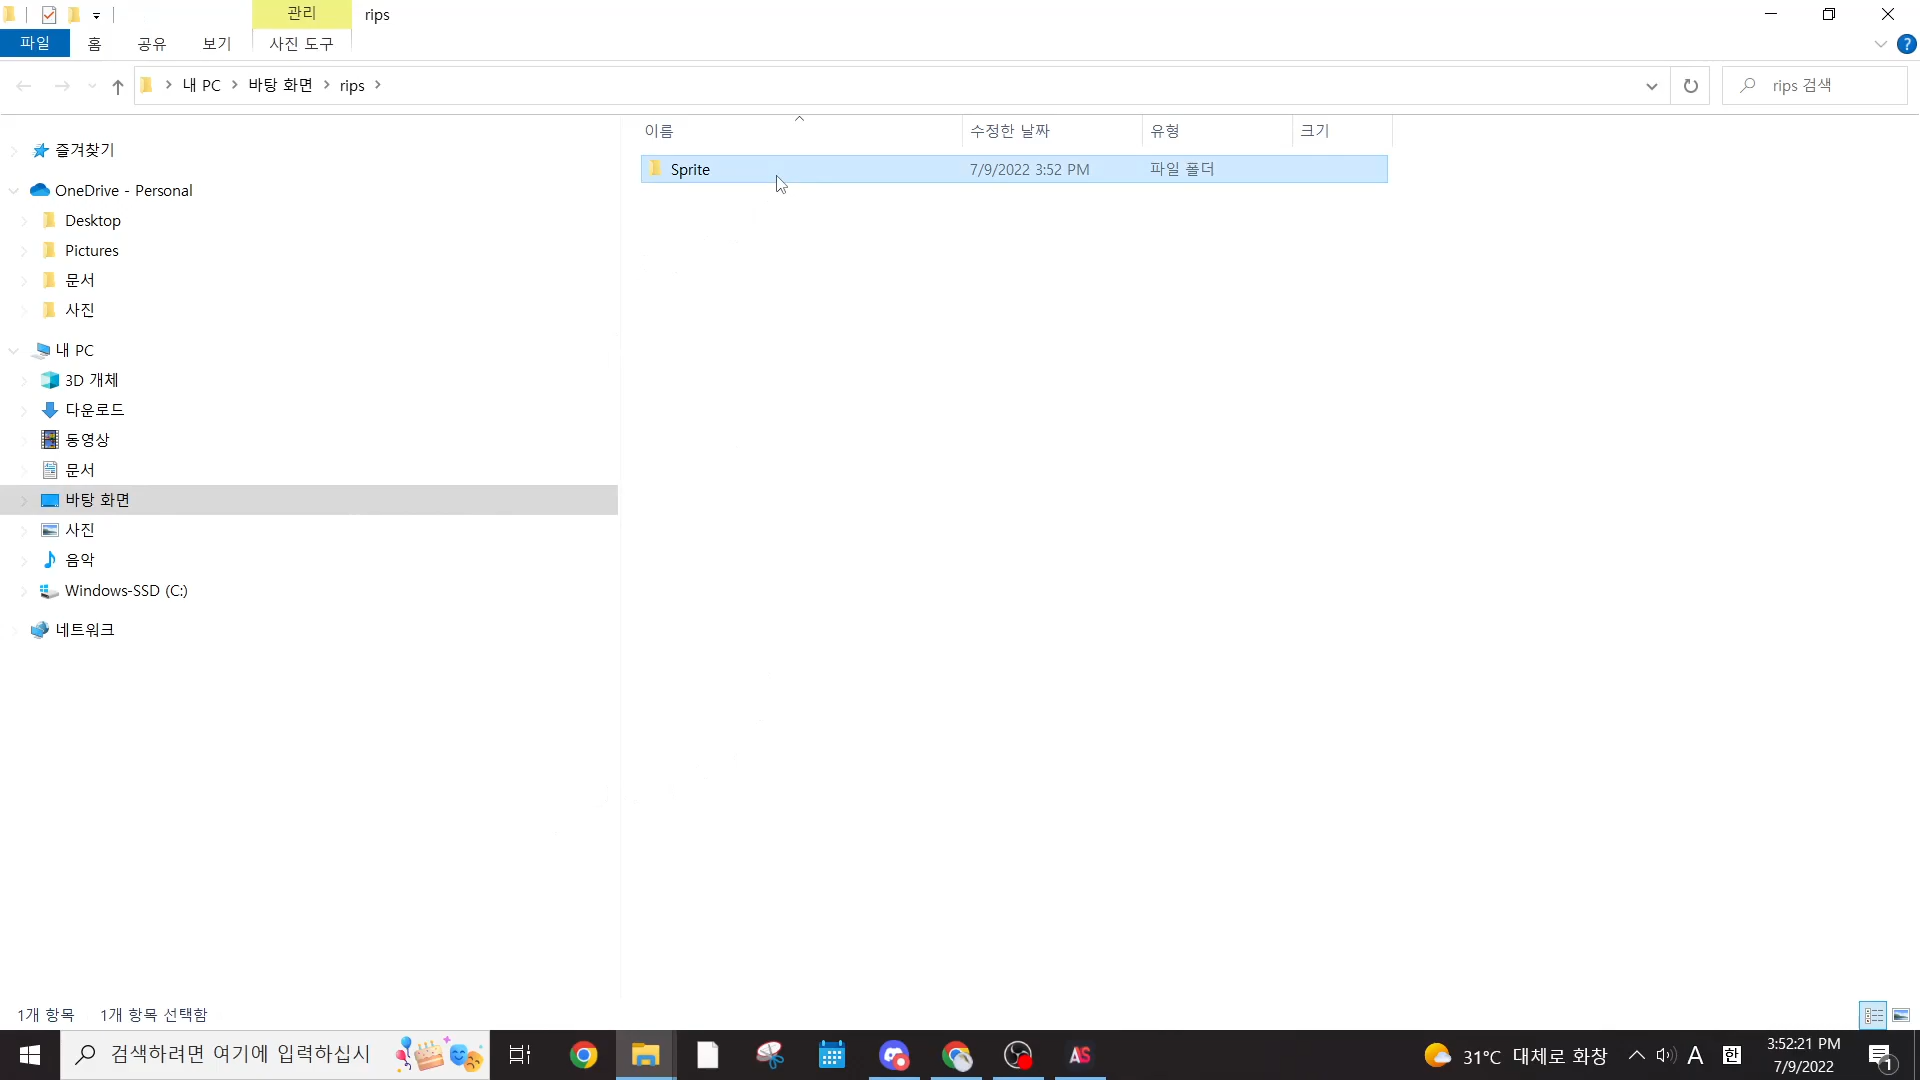 관리
rips
파일
홈
공유
보기
사진 도구
내 PC
바탕 화면
rips
rips 검색
이름
수정한 날짜
유형
크기
Sprite
7/9/2022 3:52 PM
파일 폴더
즐겨찾기
OneDrive - Personal
Desktop
Pictures
문서
사진
내 PC
3D 개체
다운로드
동영상
문서
바탕 화면
사진
음악
Windows-SSD (C:)
네트워크
1개 항목
1개 항목 선택함
검색하려면 여기에 입력하십시
AS
31°C 대체로 화창
A
한
3:52:21 PM
7/9/2022
1